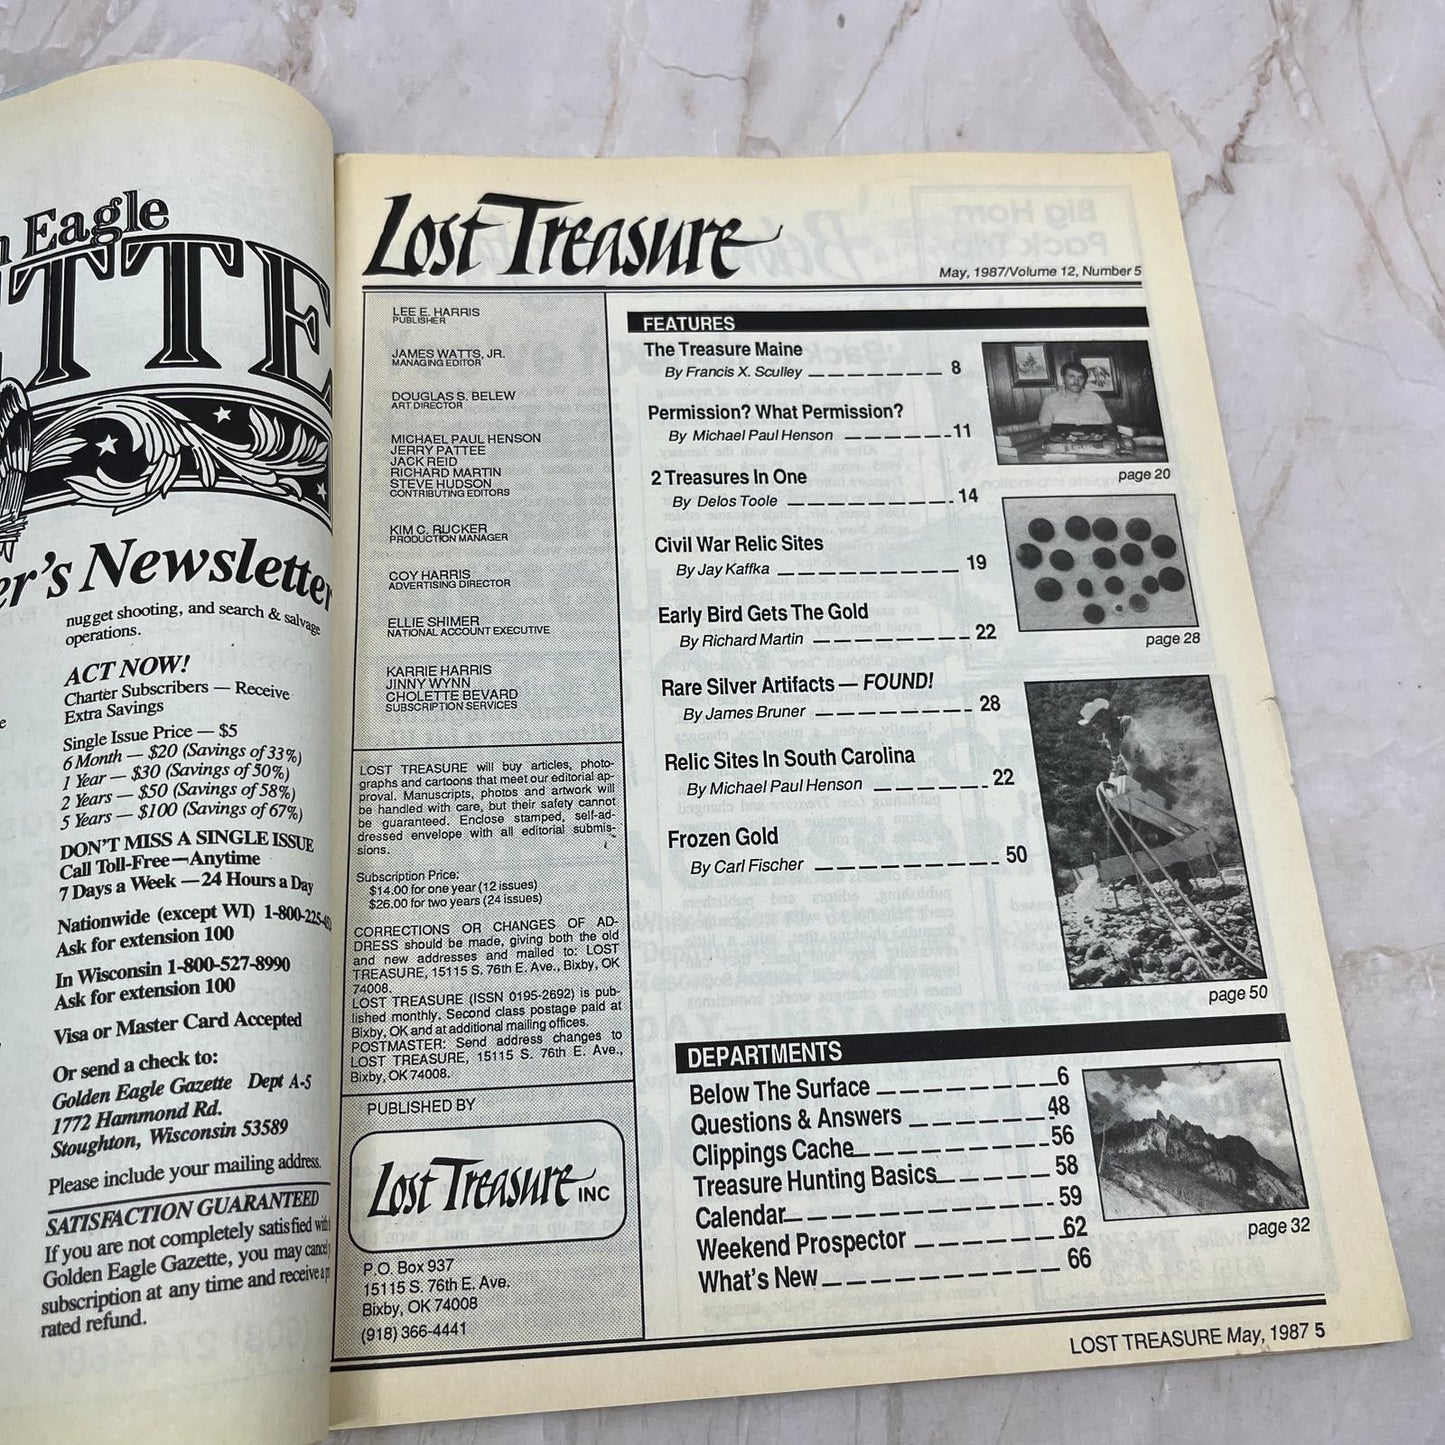 n Eagle
ETTE
er's Newsletter
nugget shooting, and search & salvage
operations.
ACT NOW!
Charter Subscribers — Receive
Extra Savings
Single Issue Price — $5
6 Month — $20 (Savings of 33%)
1 Year — $30 (Savings of 50%)
2 Years — $50 (Savings of 58%)
5 Years — $100 (Savings of 67%)
DON'T MISS A SINGLE ISSUE
Call Toll-Free—Anytime
7 Days a Week — 24 Hours a Day
Nationwide (except WI) 1-800-225-
Ask for extension 100
In Wisconsin 1-800-527-8990
Ask for extension 100
Visa or Master Card Accepted
Or send a check to:
Golden Eagle Gazette Dept A-5
1772 Hammond Rd.
Stoughton, Wisconsin 53589
Please include your mailing address.
SATISFACTION GUARANTEED
If you are not completely satisfied with
Golden Eagle Gazette, you may cancel
subscription at any time and receive a
rated refund.
Lost Treasure
May, 1987/Volume 12, Number 5
LEE E. HARRIS
PUBLISHER
JAMES WATTS, JR.
MANAGING EDITOR
DOUGLAS S. BELEW
ART DIRECTOR
MICHAEL PAUL HENSON
JERRY PATTEE
JACK REID
RICHARD MARTIN
STEVE HUDSON
CONTRIBUTING EDITORS
KIM C. RUCKER
PRODUCTION MANAGER
COY HARRIS
ADVERTISING DIRECTOR
ELLIE SHIMER
NATIONAL ACCOUNT EXECUTIVE
KARRIE HARRIS
JINNY WYNN
CHOLETTE BEVARD
SUBSCRIPTION SERVICES
LOST TREASURE will buy articles, photo-
graphs and cartoons that meet our editorial ap-
proval. Manuscripts, photos and artwork will
be handled with care, but their safety cannot
be guaranteed. Enclose stamped, self-ad-
dressed envelope with all editorial submis-
sions.
Subscription Price:
$14.00 for one year (12 issues)
$26.00 for two years (24 issues)
CORRECTIONS OR CHANGES OF AD-
DRESS should be made, giving both the old
and new addresses and mailed to: LOST
TREASURE, 15115 S. 76th E. Ave., Bixby, OK
74008.
LOST TREASURE (ISSN 0195-2692) is pub-
lished monthly. Second class postage paid at
Bixby, OK and at additional mailing offices.
POSTMASTER: Send address changes to
LOST TREASURE, 15115 S. 76th E. Ave.,
Bixby, OK 74008.
PUBLISHED BY
Lost Treasure INC
P.O. Box 937
15115 S. 76th E. Ave.
Bixby, OK 74008
(918) 366-4441
FEATURES
The Treasure Maine
By Francis X. Sculley 8
Permission? What Permission?
By Michael Paul Henson 11
2 Treasures In One
By Delos Toole 14
Civil War Relic Sites
By Jay Kaffka 19
Early Bird Gets The Gold
By Richard Martin 22
Rare Silver Artifacts — FOUND!
By James Bruner 28
Relic Sites In South Carolina
By Michael Paul Henson 22
Frozen Gold
By Carl Fischer 50
page 20
page 28
page 50
DEPARTMENTS
Below The Surface 6
Questions & Answers 48
Clippings Cache 56
Treasure Hunting Basics 58
Calendar 59
Weekend Prospector 62
What's New 66
page 32
LOST TREASURE May, 1987 5